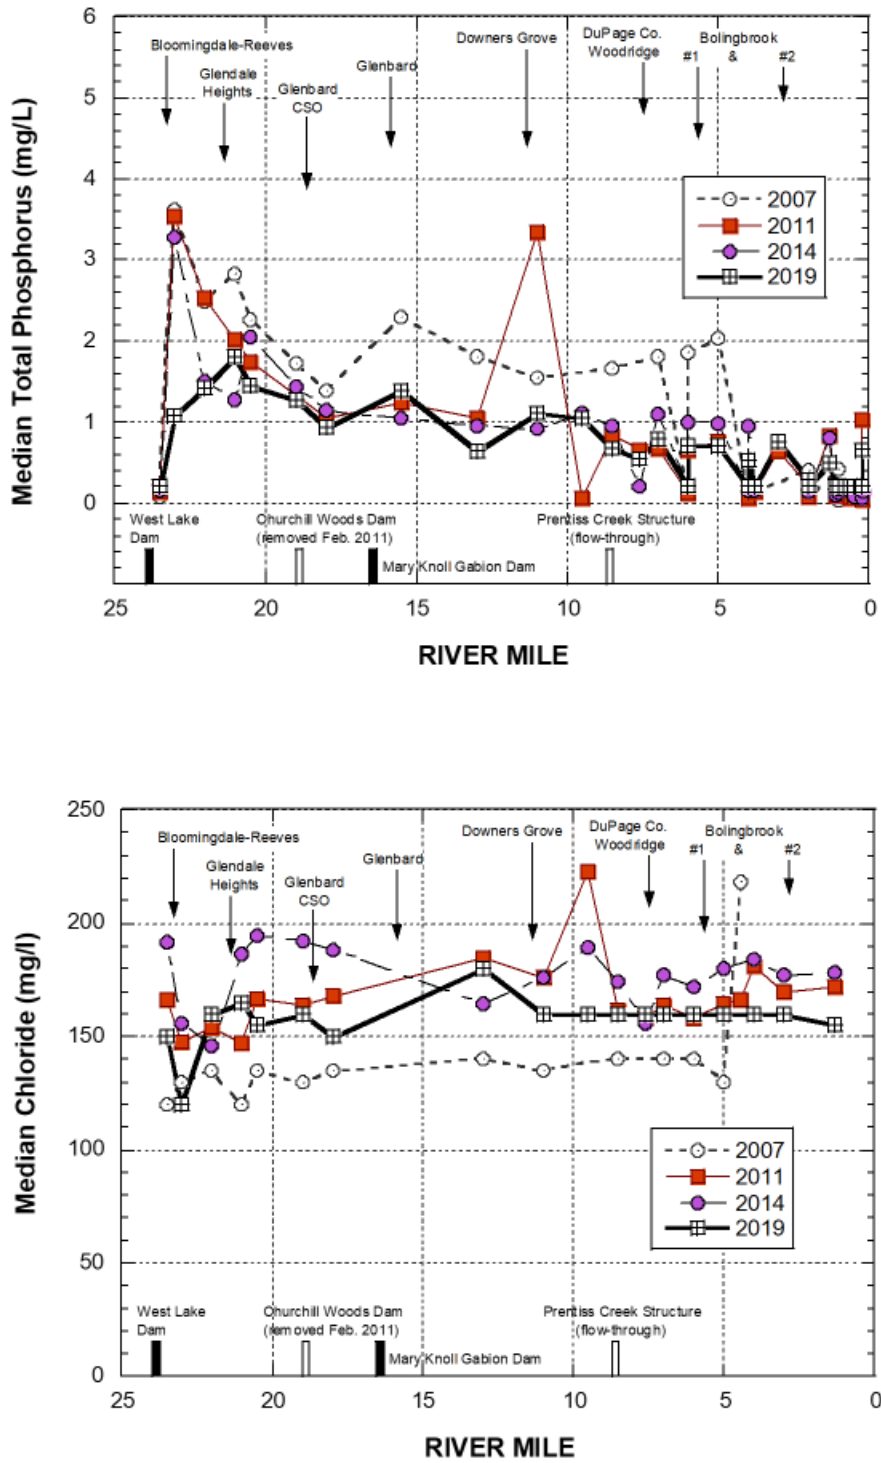 6
5
4
3
2
1
0
Median Total Phosphorus (mg/L)
Bloomingdale-Reeves
Glendale
Heights
Glenbard
CSO
Glenbard
Downers Grove
DuPage Co.
Woodridge
Bolingbrook
#1 & #2
2007
2011
2014
2019
West Lake
Dam
Churchill Woods Dam
(removed Feb. 2011)
Mary Knoll Gabion Dam
Prentiss Creek Structure
(flow-through)
25 20 15 10 5 0
RIVER MILE
250
200
150
100
50
0
Median Chloride (mg/l)
Bloomingdale-Reeves
Glendale
Heights
Glenbard
CSO
Glenbard
Downers Grove
DuPage Co.
Woodridge
Bolingbrook
#1 & #2
2007
2011
2014
2019
West Lake
Dam
Churchill Woods Dam
(removed Feb. 2011)
Mary Knoll Gabion Dam
Prentiss Creek Structure
(flow-through)
25 20 15 10 5 0
RIVER MILE